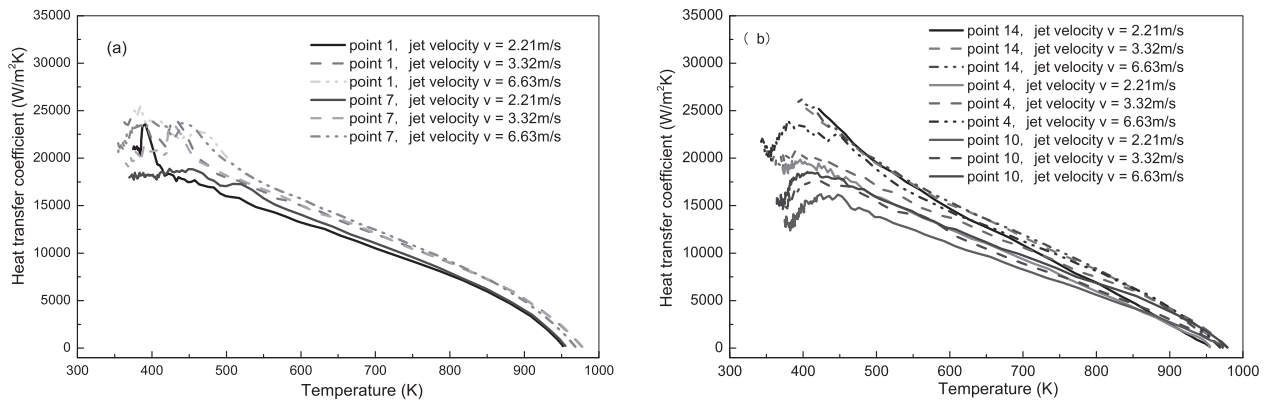 (a)
point 1, jet velocity v = 2.21m/s
point 1, jet velocity v = 3.32m/s
point 1, jet velocity v = 6.63m/s
point 7, jet velocity v = 2.21m/s
point 7, jet velocity v = 3.32m/s
point 7, jet velocity v = 6.63m/s
Heat transfer coefficient (W/m²K)
35000
30000
25000
20000
15000
10000
5000
0
300 400 500 600 700 800 900 1000
Temperature (K)
( b)
point 14, jet velocity v = 2.21m/s
point 14, jet velocity v = 3.32m/s
point 14, jet velocity v = 6.63m/s
point 4, jet velocity v = 2.21m/s
point 4, jet velocity v = 3.32m/s
point 4, jet velocity v = 6.63m/s
point 10, jet velocity v = 2.21m/s
point 10, jet velocity v = 3.32m/s
point 10, jet velocity v = 6.63m/s
Heat transfer coefficient (W/m²K)
35000
30000
25000
20000
15000
10000
5000
0
300 400 500 600 700 800 900 1000
Temperature (K)